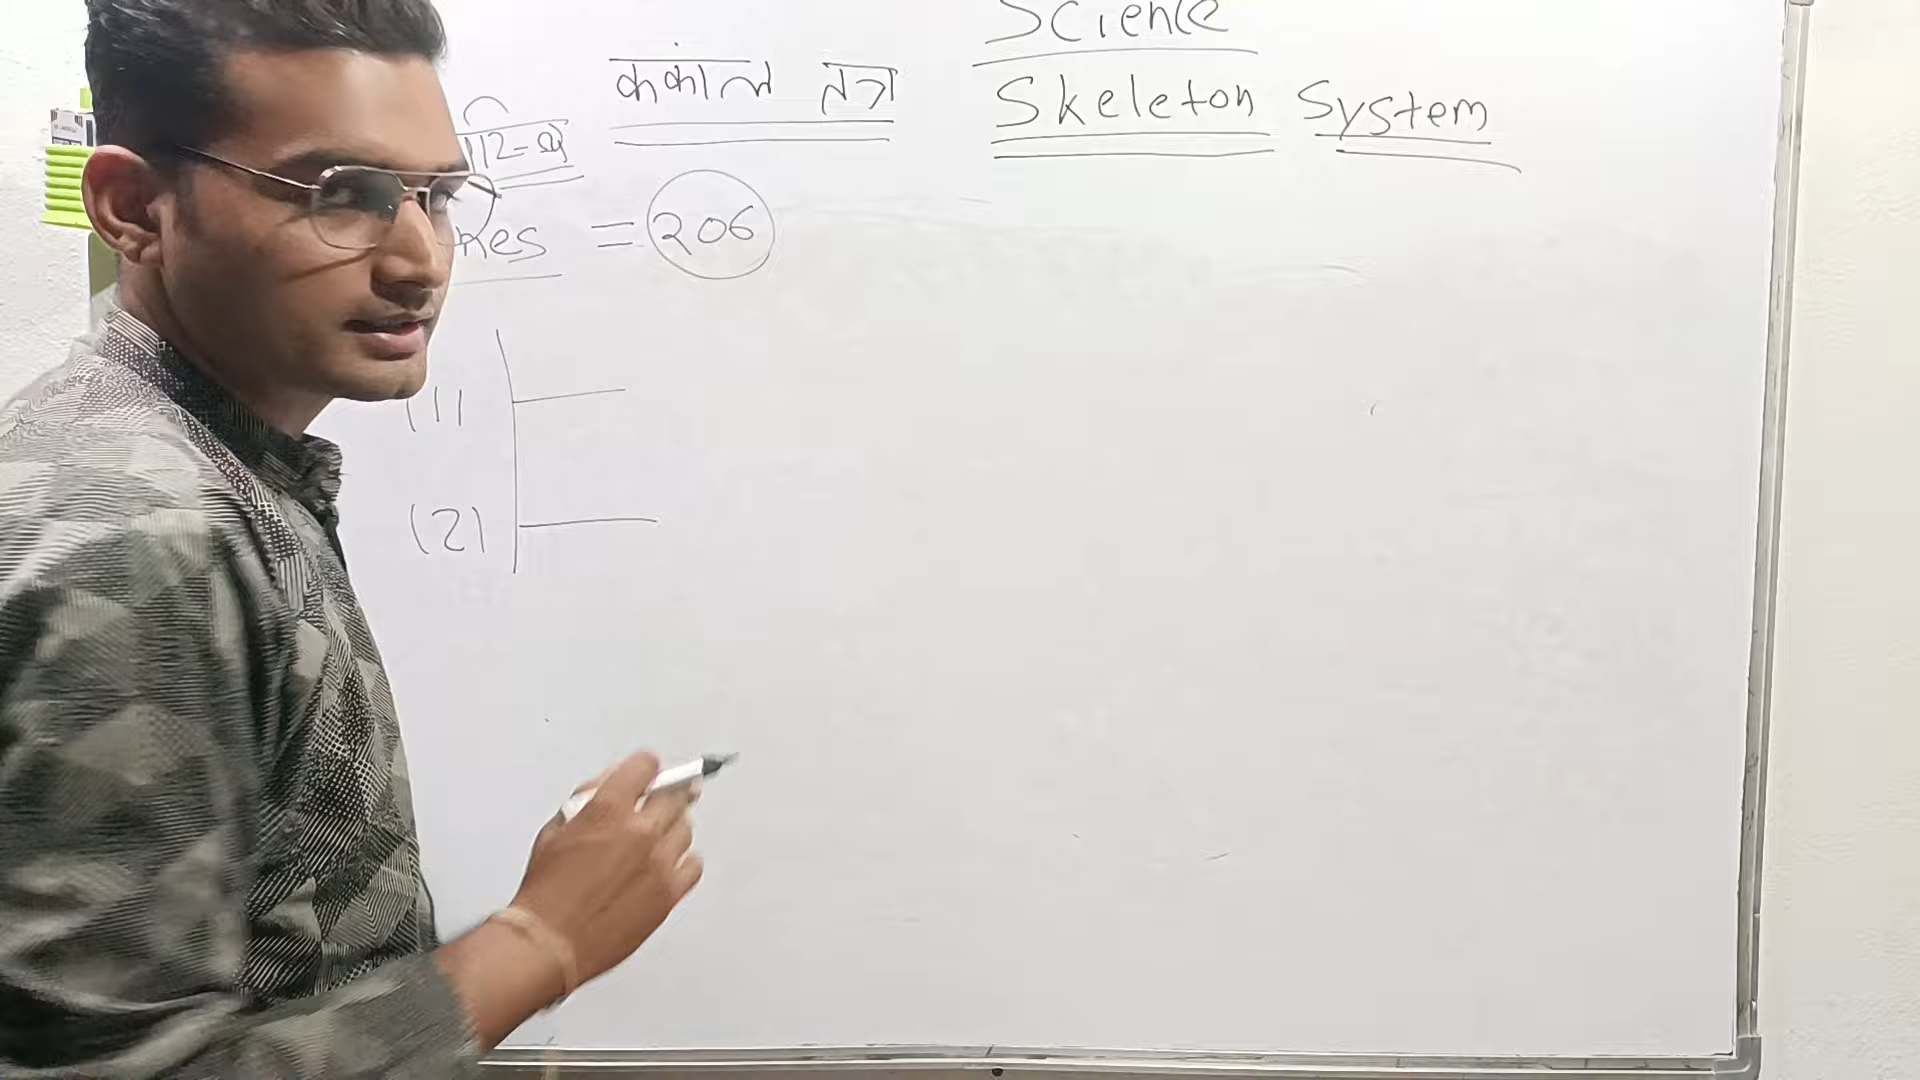 Science
कंकाल तंत्र Skeleton System
= 206
(1)
(2)